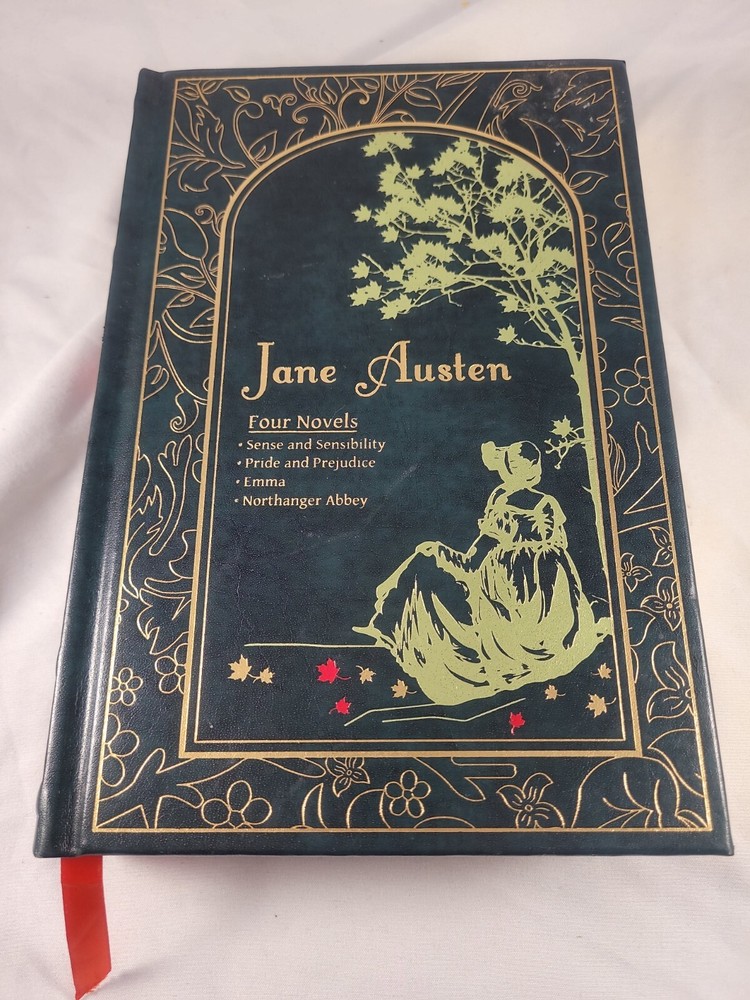 Jane Austen
Four Novels
• Sense and Sensibility
• Pride and Prejudice
• Emma
• Northanger Abbey